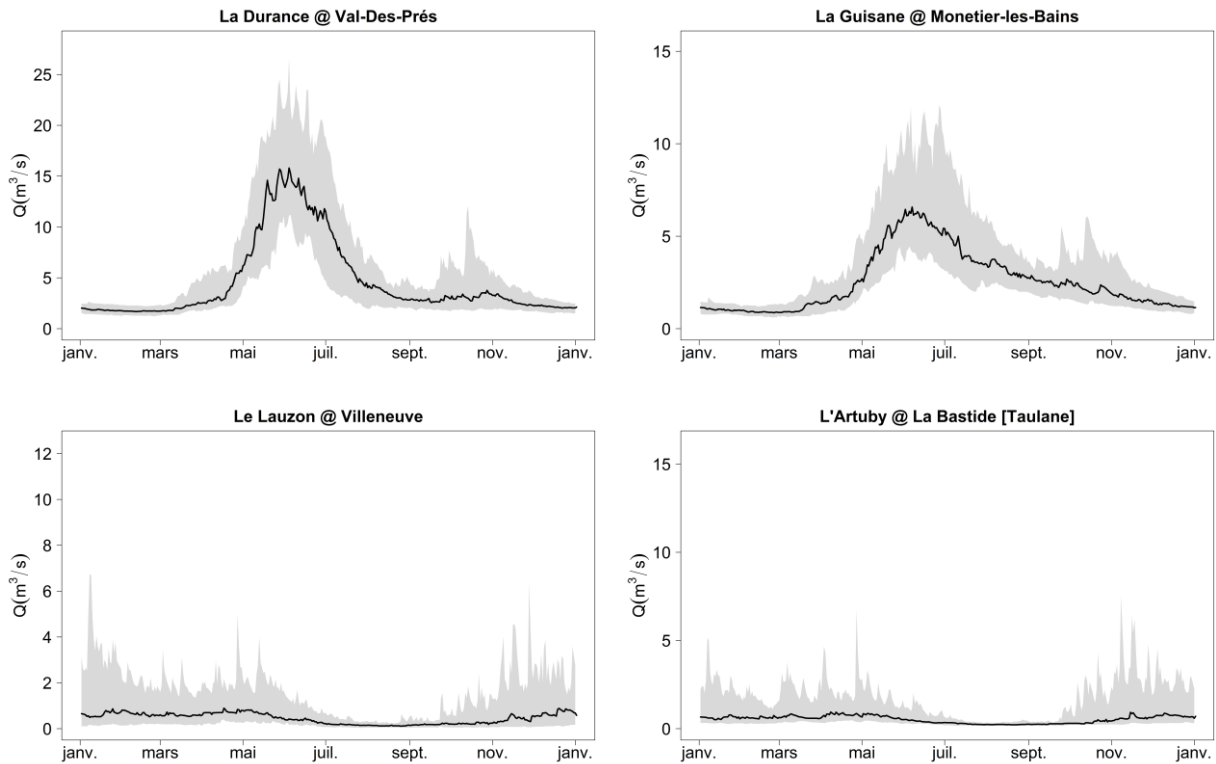 La Durance @ Val-Des-Prés
Q(m³/s)
25
20
15
10
5
0
janv. mars mai juil. sept. nov. janv.
La Guisane @ Monetier-les-Bains
Q(m³/s)
15
10
5
0
janv. mars mai juil. sept. nov. janv.
Le Lauzon @ Villeneuve
Q(m³/s)
12
10
8
6
4
2
0
janv. mars mai juil. sept. nov. janv.
L'Artuby @ La Bastide [Taulane]
Q(m³/s)
15
10
5
0
janv. mars mai juil. sept. nov. janv.